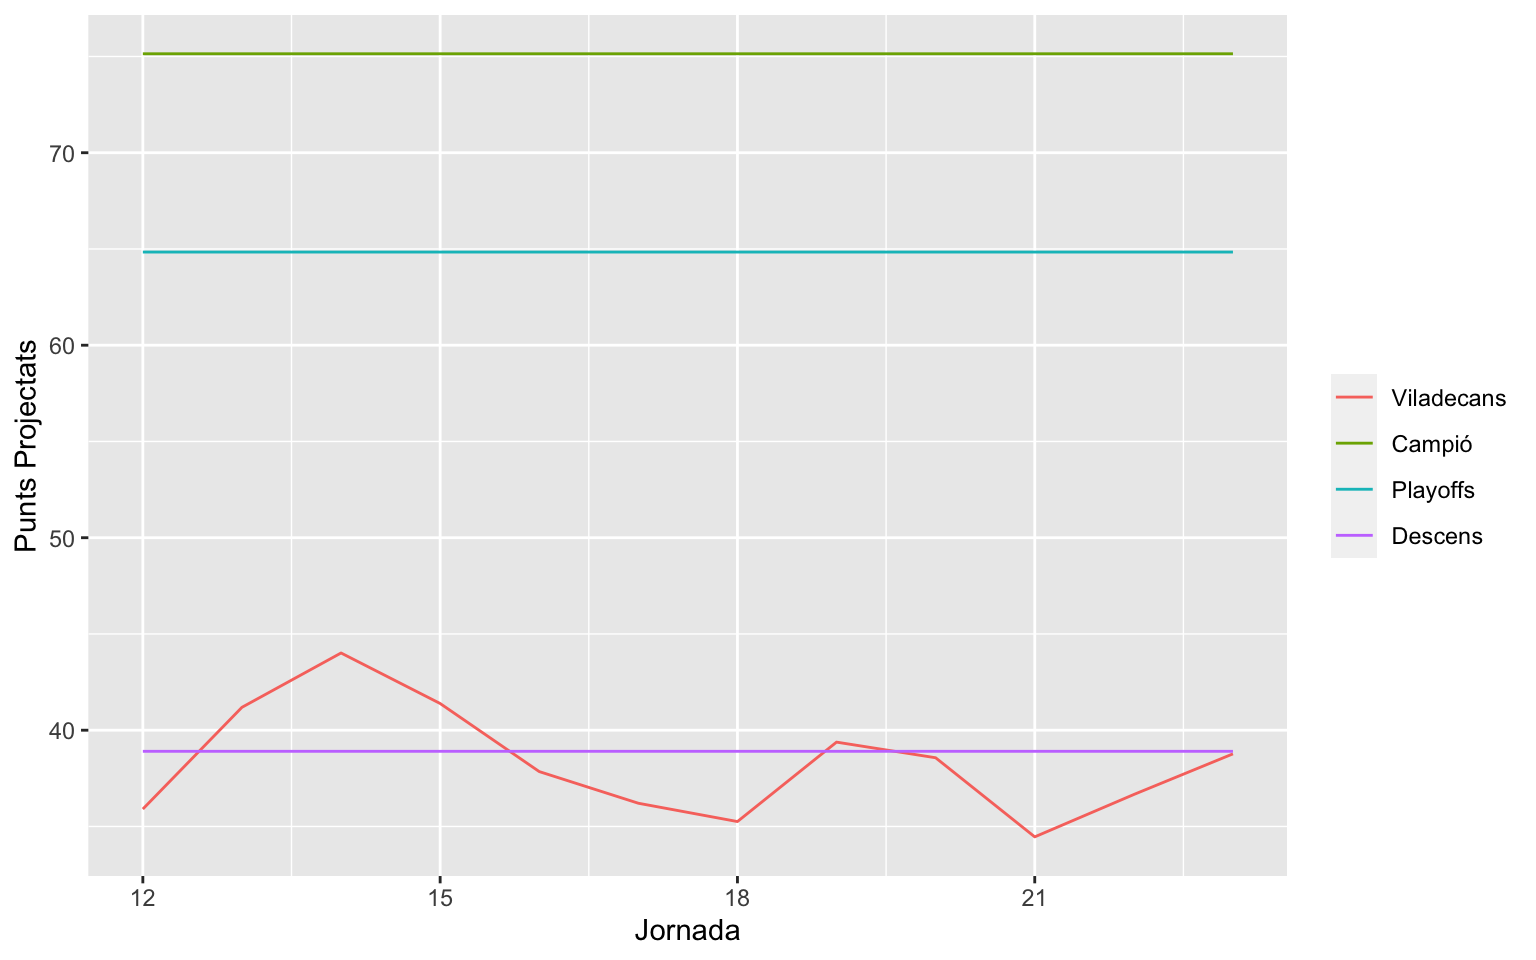 70
60
50
40
Punts Projectats
12 15 18 21
Jornada
Viladecans
Campió
Playoffs
Descens